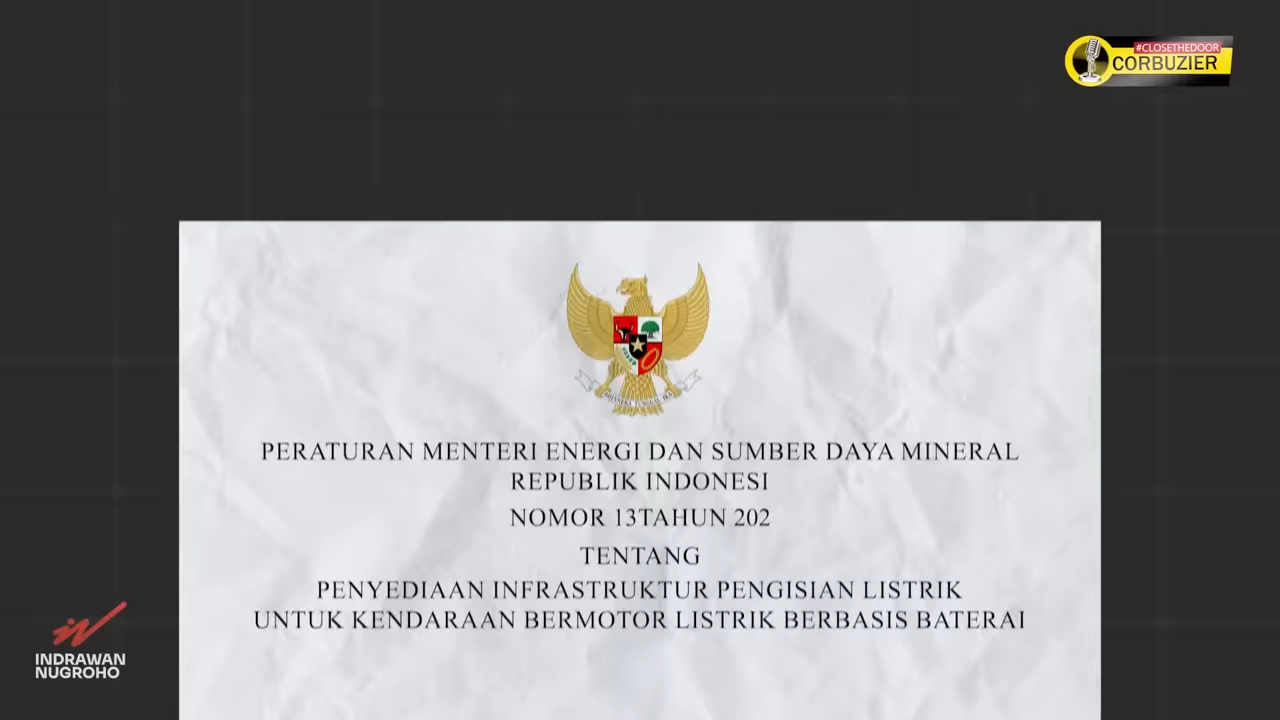 #CLOSETHEDOOR
CORBUZIER
PERATURAN MENTERI ENERGI DAN SUMBER DAYA MINERAL
REPUBLIK INDONESI
NOMOR 13TAHUN 202
TENTANG
PENYEDIAAN INFRASTRUKTUR PENGISIAN LISTRIK
UNTUK KENDARAAN BERMOTOR LISTRIK BERBASIS BATERAI
INDRAWAN
NUGROHO